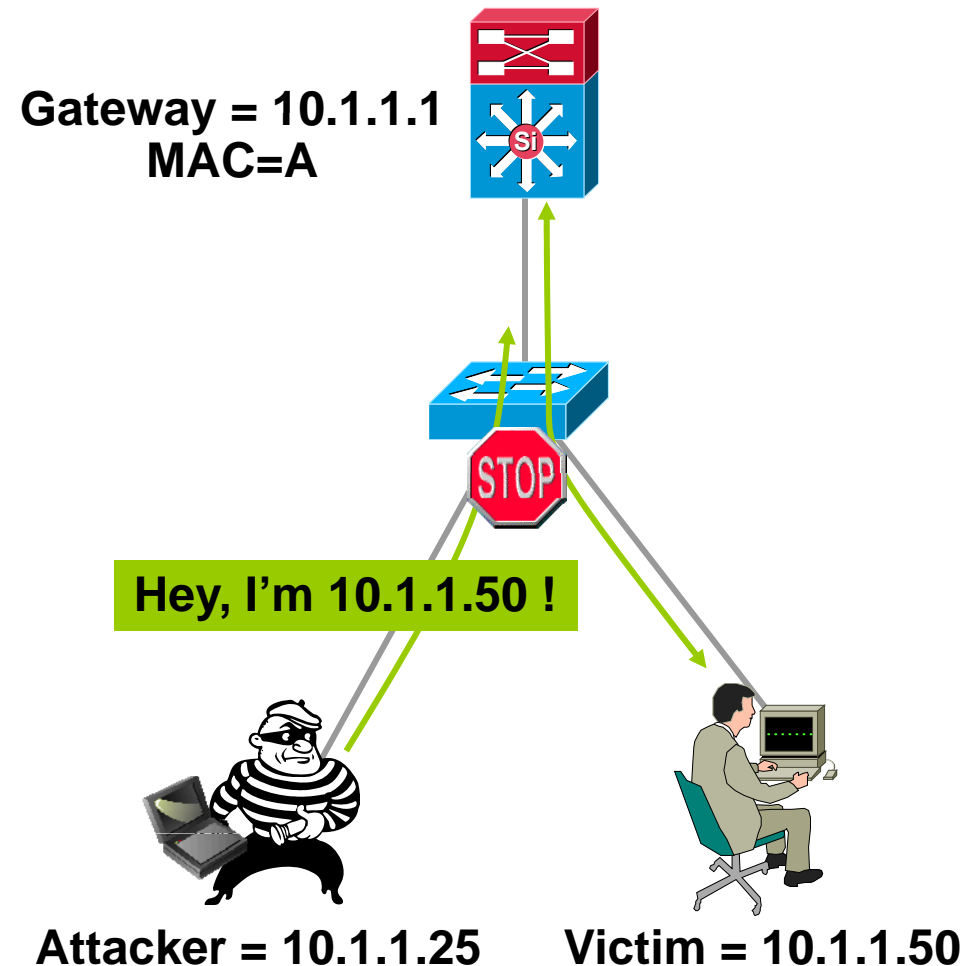 Gateway = 10.1.1.1
MAC=A
Si
STOP
Hey, I’m 10.1.1.50 !
Attacker = 10.1.1.25
Victim = 10.1.1.50